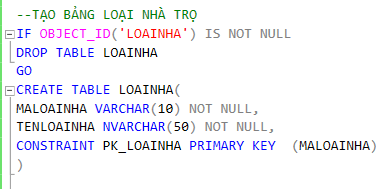 --TẠO BẢNG LOẠI NHÀ TRỌ
IF OBJECT_ID('LOAINHA') IS NOT NULL
DROP TABLE LOAINHA
GO
CREATE TABLE LOAINHA(
MALOAINHA VARCHAR(10) NOT NULL,
TENLOAINHA NVARCHAR(50) NOT NULL,
CONSTRAINT PK_LOAINHA PRIMARY KEY  (MALOAINHA)
)